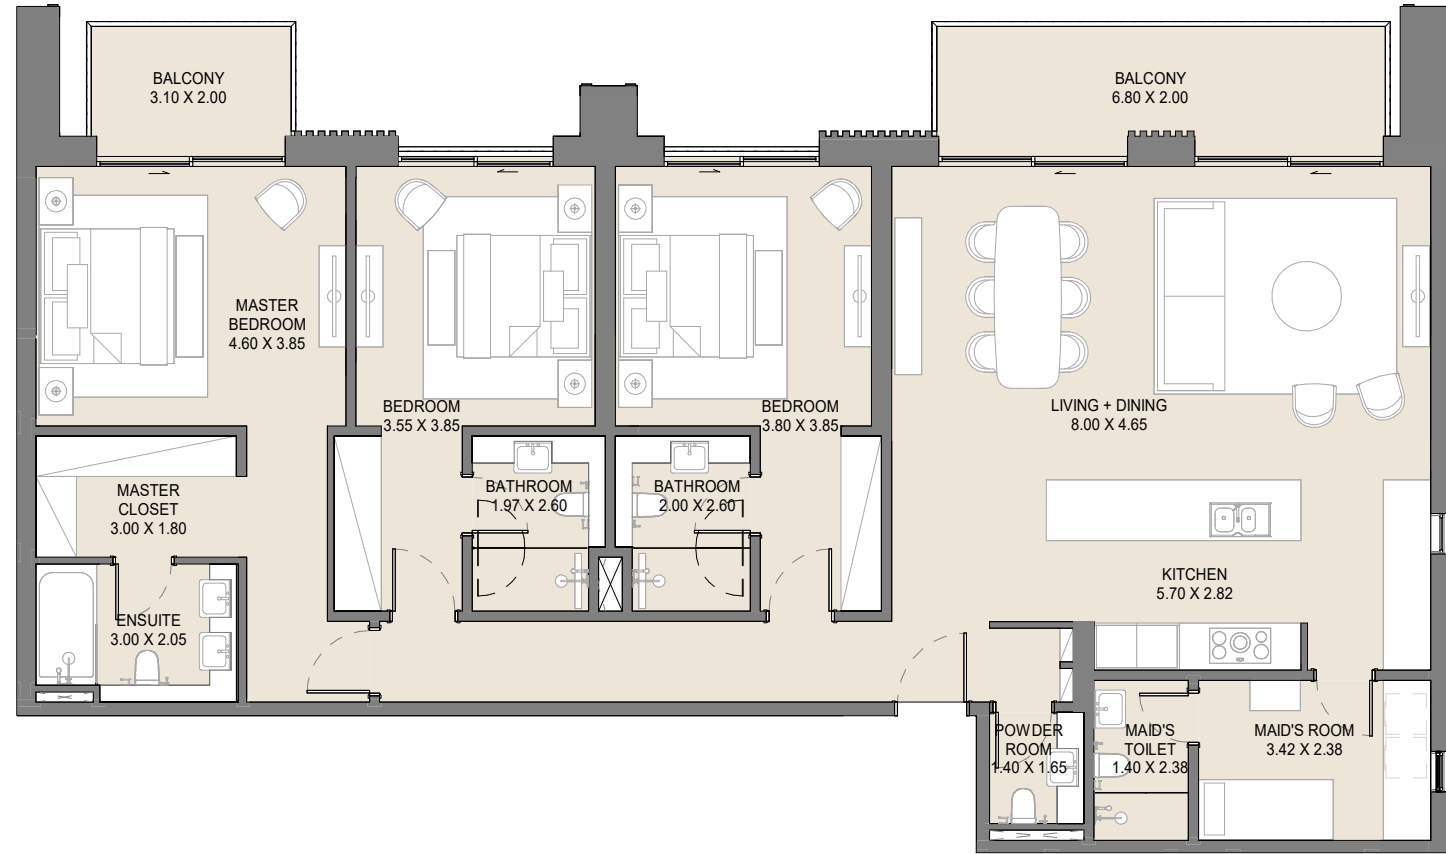 BALCONY
3.10 X 2.00
BALCONY
6.80 X 2.00
MASTER
BEDROOM
4.60 X 3.85
BEDROOM
3.55 X 3.85
BEDROOM
3.80 X 3.85
LIVING + DINING
8.00 X 4.65
MASTER
CLOSET
3.00 X 1.80
BATHROOM
1.97 X 2.60
BATHROOM
2.00 X 2.60
KITCHEN
5.70 X 2.82
ENSUITE
3.00 X 2.05
POWDER
ROOM
1.40 X 1.65
MAID'S
TOILET
1.40 X 2.38
MAID'S ROOM
3.42 X 2.38